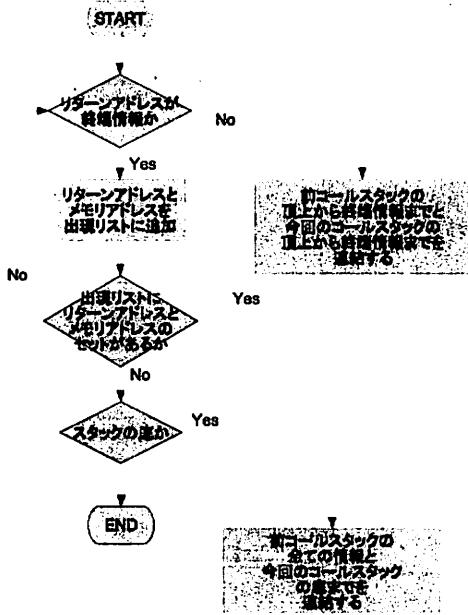 START
リターンアドレスが
終端情報か
No
Yes
リターンアドレスと
メモリアドレスを
出現リストに追加
前コールスタックの
頂上から終端情報までと
今回のコールスタックの
頂上から終端情報までを
連結する
No
出現リストに
リターンアドレスと
メモリアドレスの
セットがあるか
Yes
No
スタックの底か
Yes
END
前コールスタックの
全ての情報と
今回のコールスタック
の底までを
連結する